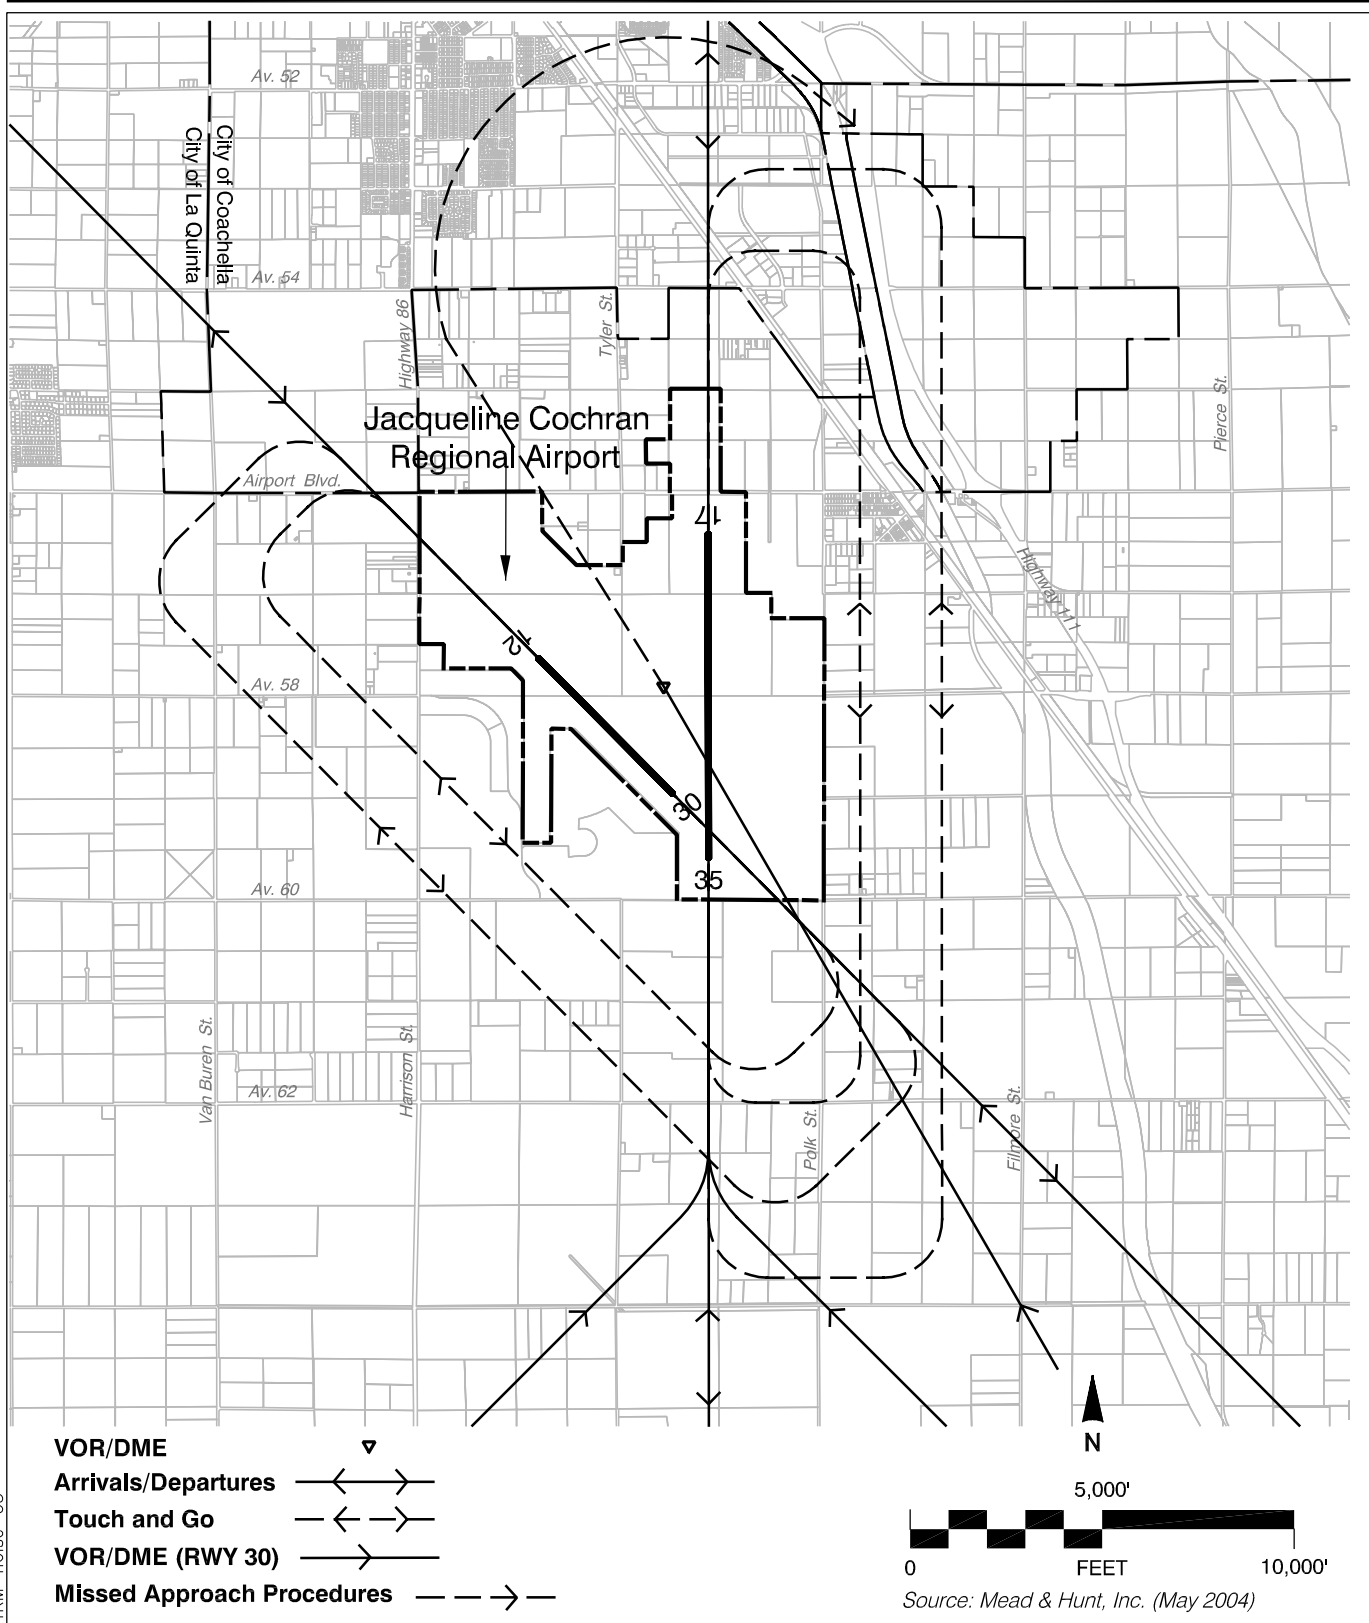 Av. 52
City of Coachella
City of La Quinta
Av. 54
Highway 86
Tyler St.
Pierce St.
Jacqueline Cochran
Regional Airport
Airport Blvd.
17
Highway 111
12
Av. 58
30
35
Av. 60
Van Buren St.
Harrison St.
Av. 62
Polk St.
Filmore St.
N
VOR/DME
Arrivals/Departures
Touch and Go
VOR/DME (RWY 30)
Missed Approach Procedures
5,000'
0 FEET 10,000'
Source: Mead & Hunt, Inc. (May 2004)